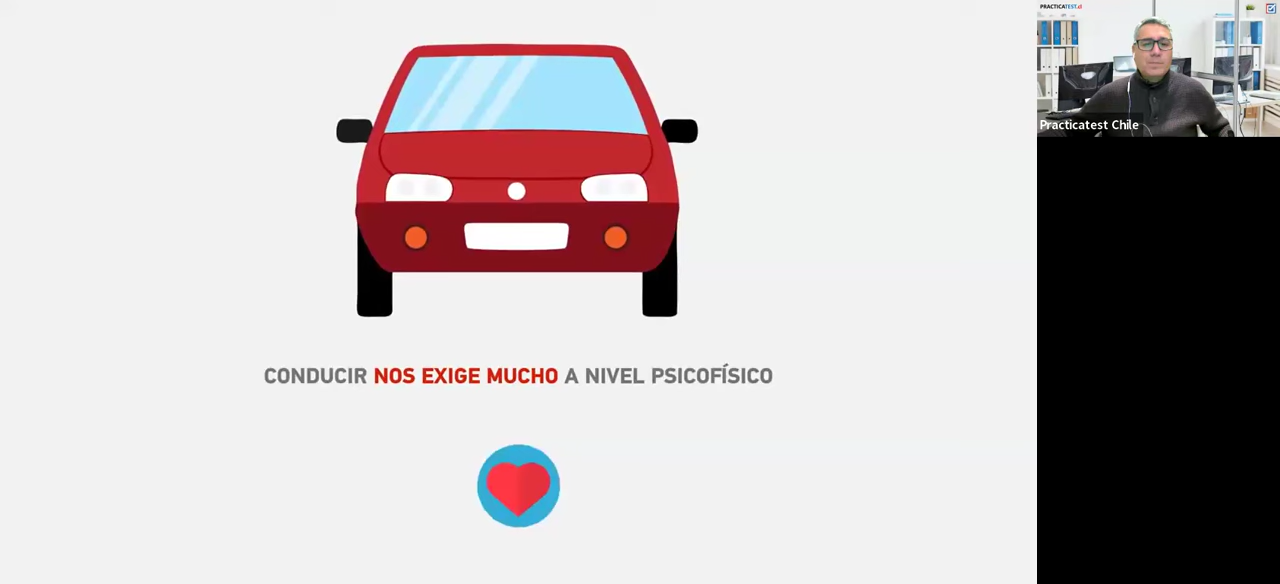 PRACTICATEST.cl
Practicatest Chile
CONDUCIR NOS EXIGE MUCHO A NIVEL PSICOFÍSICO